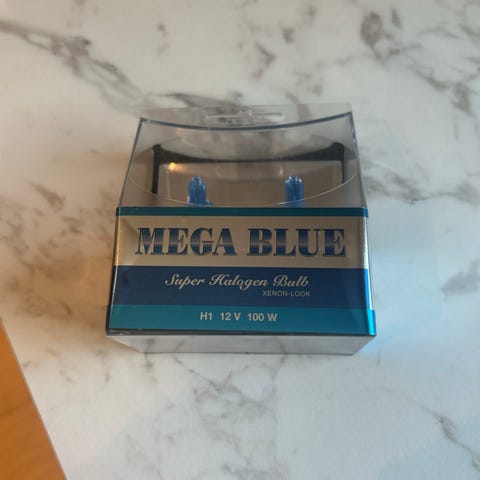 MEGA BLUE
Super Halogen Bulb
XENON-LOOK
H1 12 V 100 W